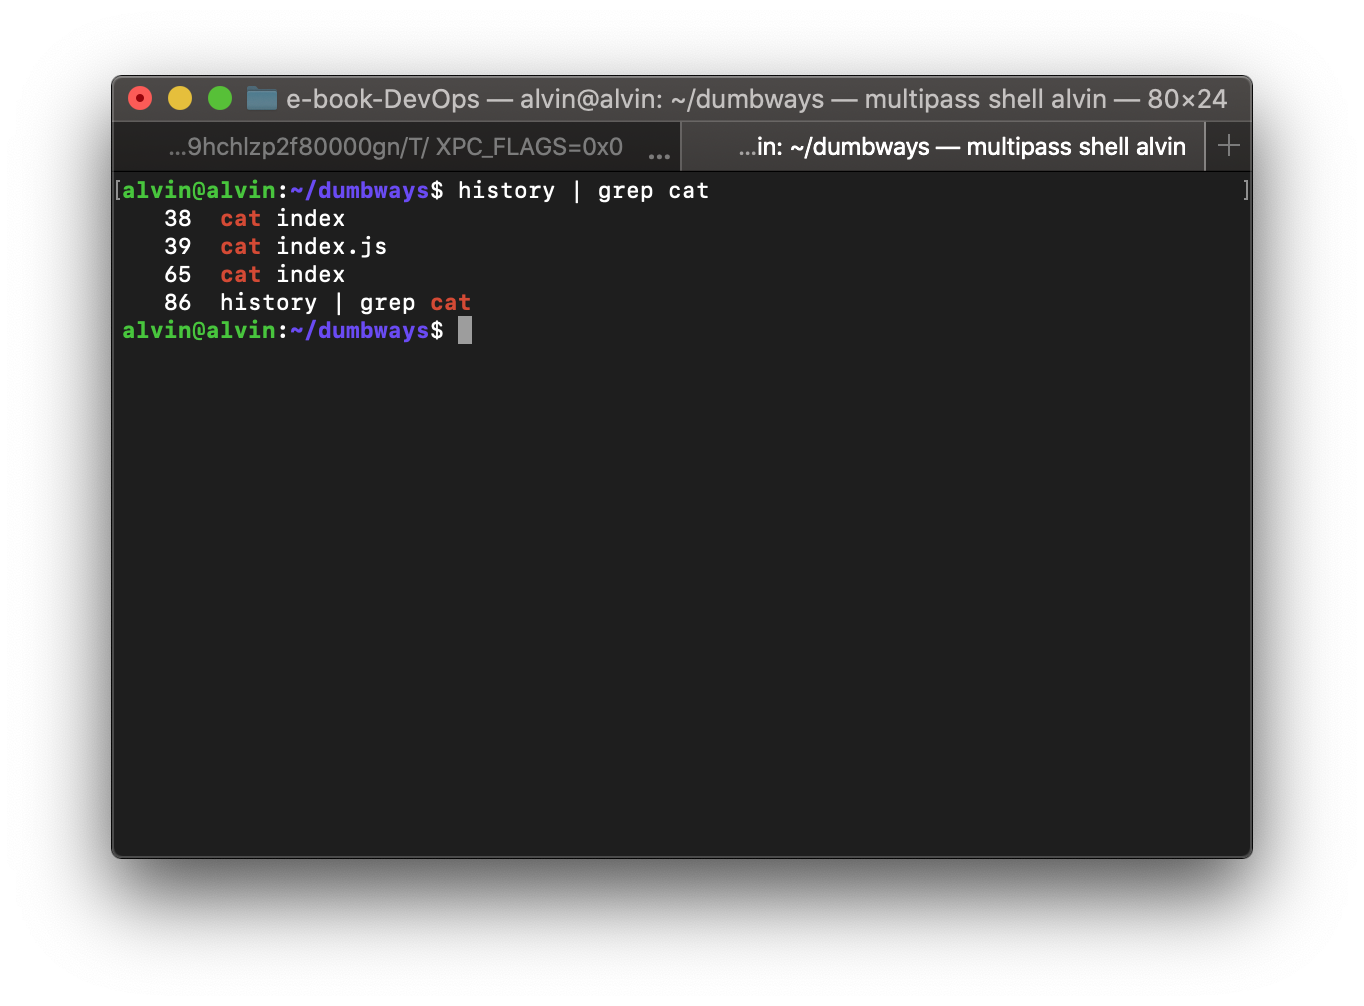 e-book-DevOps — alvin@alvin: ~/dumbways — multipass shell alvin — 80×24
...9hchlzp2f80000gn/T/ XPC_FLAGS=0x0 ...
...in: ~/dumbways — multipass shell alvin +
[alvin@alvin:~/dumbways$ history | grep cat ]
38 cat index
39 cat index.js
65 cat index
86 history | grep cat
alvin@alvin:~/dumbways$